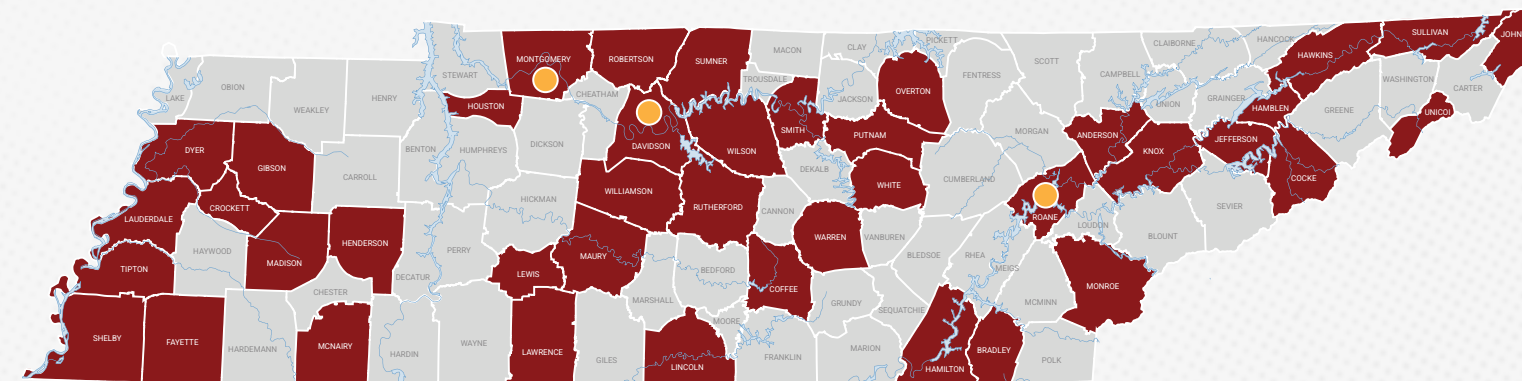 SULLIVAN
JOHN
PICKETT
HANCOCK
CLAIBORNE
CLAY
MACON
HAWKINS
MONTGOMERY
ROBERTSON
SUMNER
SCOTT
STEWART
FENTRESS
CAMPBELL
TROUSDALE
WASHINGTON
OBION
CARTER
OVERTON
CHEATHAM
LAKE
HENRY
JACKSON
GRAINGER
UNION
HOUSTON
HAMBLEN
WEAKLEY
GREENE
UNICOI
SMITH
MORGAN
PUTNAM
ANDERSON
JEFFERSON
DICKSON
DAVIDSON
BENTON
HUMPHREYS
DYER
WILSON
KNOX
GIBSON
DEKALB
CARROLL
COCKE
CUMBERLAND
WHITE
WILLIAMSON
HICKMAN
SEVIER
RUTHERFORD
CROCKETT
CANNON
ROANE
LAUDERDALE
LOUDON
BLOUNT
WARREN
VANBUREN
HENDERSON
PERRY
HAYWOOD
BLEDSOE
RHEA
MAURY
MADISON
TIPTON
MEIGS
BEDFORD
LEWIS
DECATUR
MONROE
COFFEE
CHESTER
MARSHALL
MCMINN
GRUNDY
SEQUATCHIE
MOORE
SHELBY
FAYETTE
WAYNE
MCNAIRY
HARDEMANN
MARION
BRADLEY
LAWRENCE
HARDIN
FRANKLIN
GILES
POLK
LINCOLN
HAMILTON